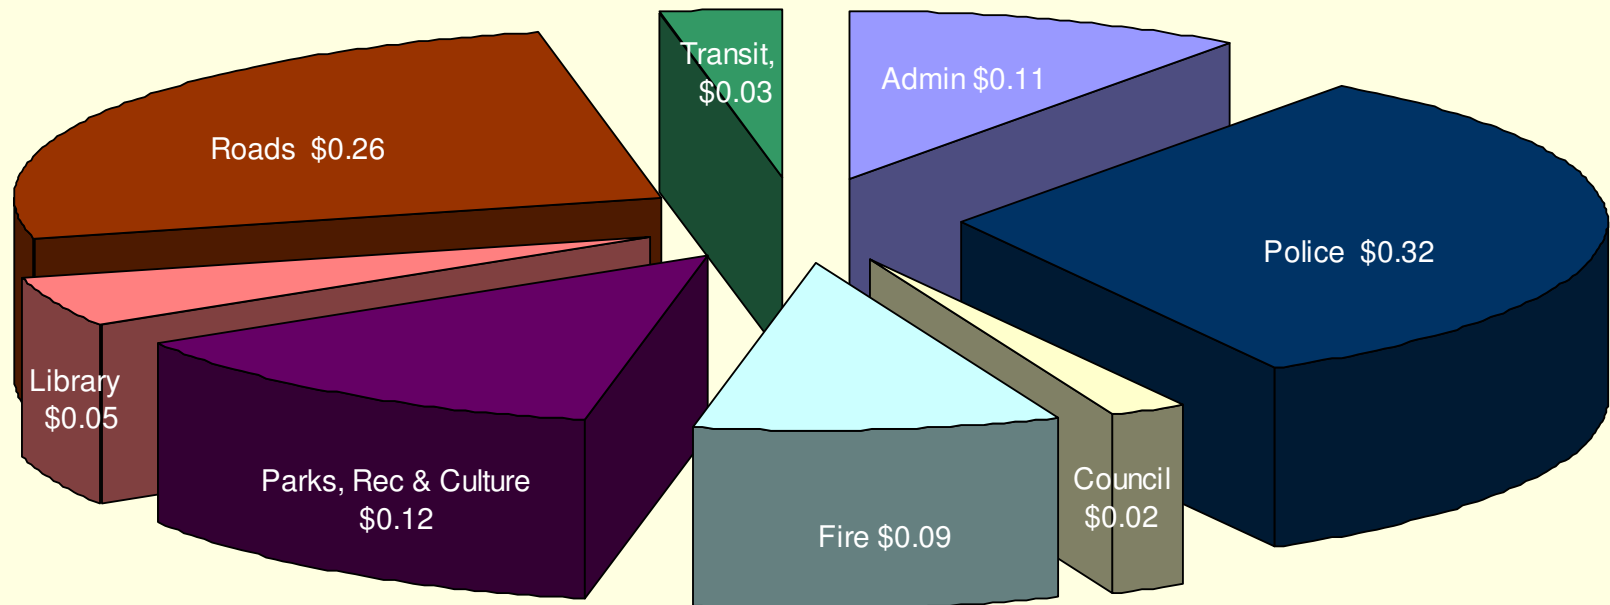 Transit,
$0.03
Admin $0.11
Roads $0.26
Police $0.32
Library
$0.05
Parks, Rec & Culture
$0.12
Fire $0.09
Council
$0.02